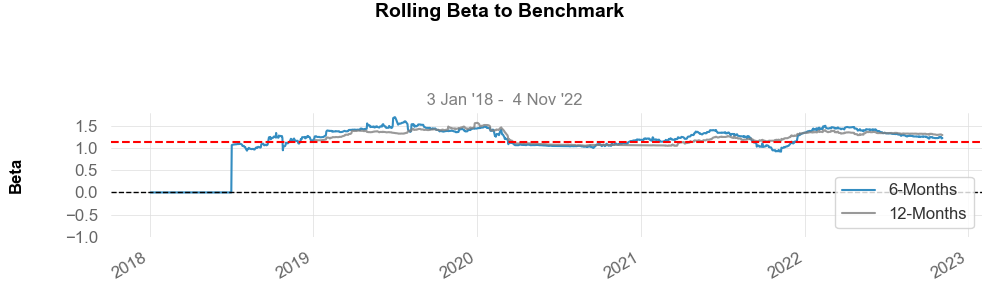 Rolling Beta to Benchmark
3 Jan '18 -  4 Nov '22
Beta
1.5
1.0
0.5
0.0
−0.5
−1.0
6-Months
12-Months
2018
2019
2020
2021
2022
2023